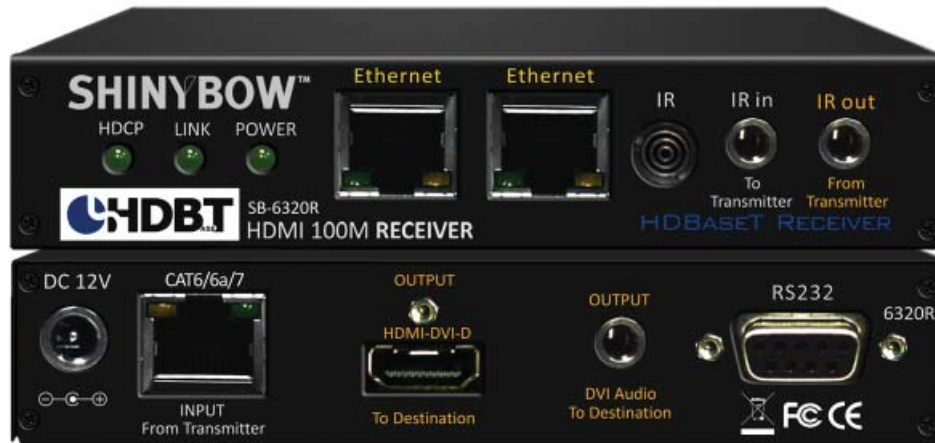 SHINYBOW™
Ethernet
Ethernet
IR
IR in
IR out
HDCP
LINK
POWER
To
Transmitter
From
Transmitter
HDBT
SB-6320R
HDMI 100M RECEIVER
HDBASET RECEIVER
DC 12V
CAT6/6a/7
OUTPUT
OUTPUT
RS232
HDMI-DVI-D
6320R
INPUT
From Transmitter
To Destination
DVI Audio
To Destination
FC CE